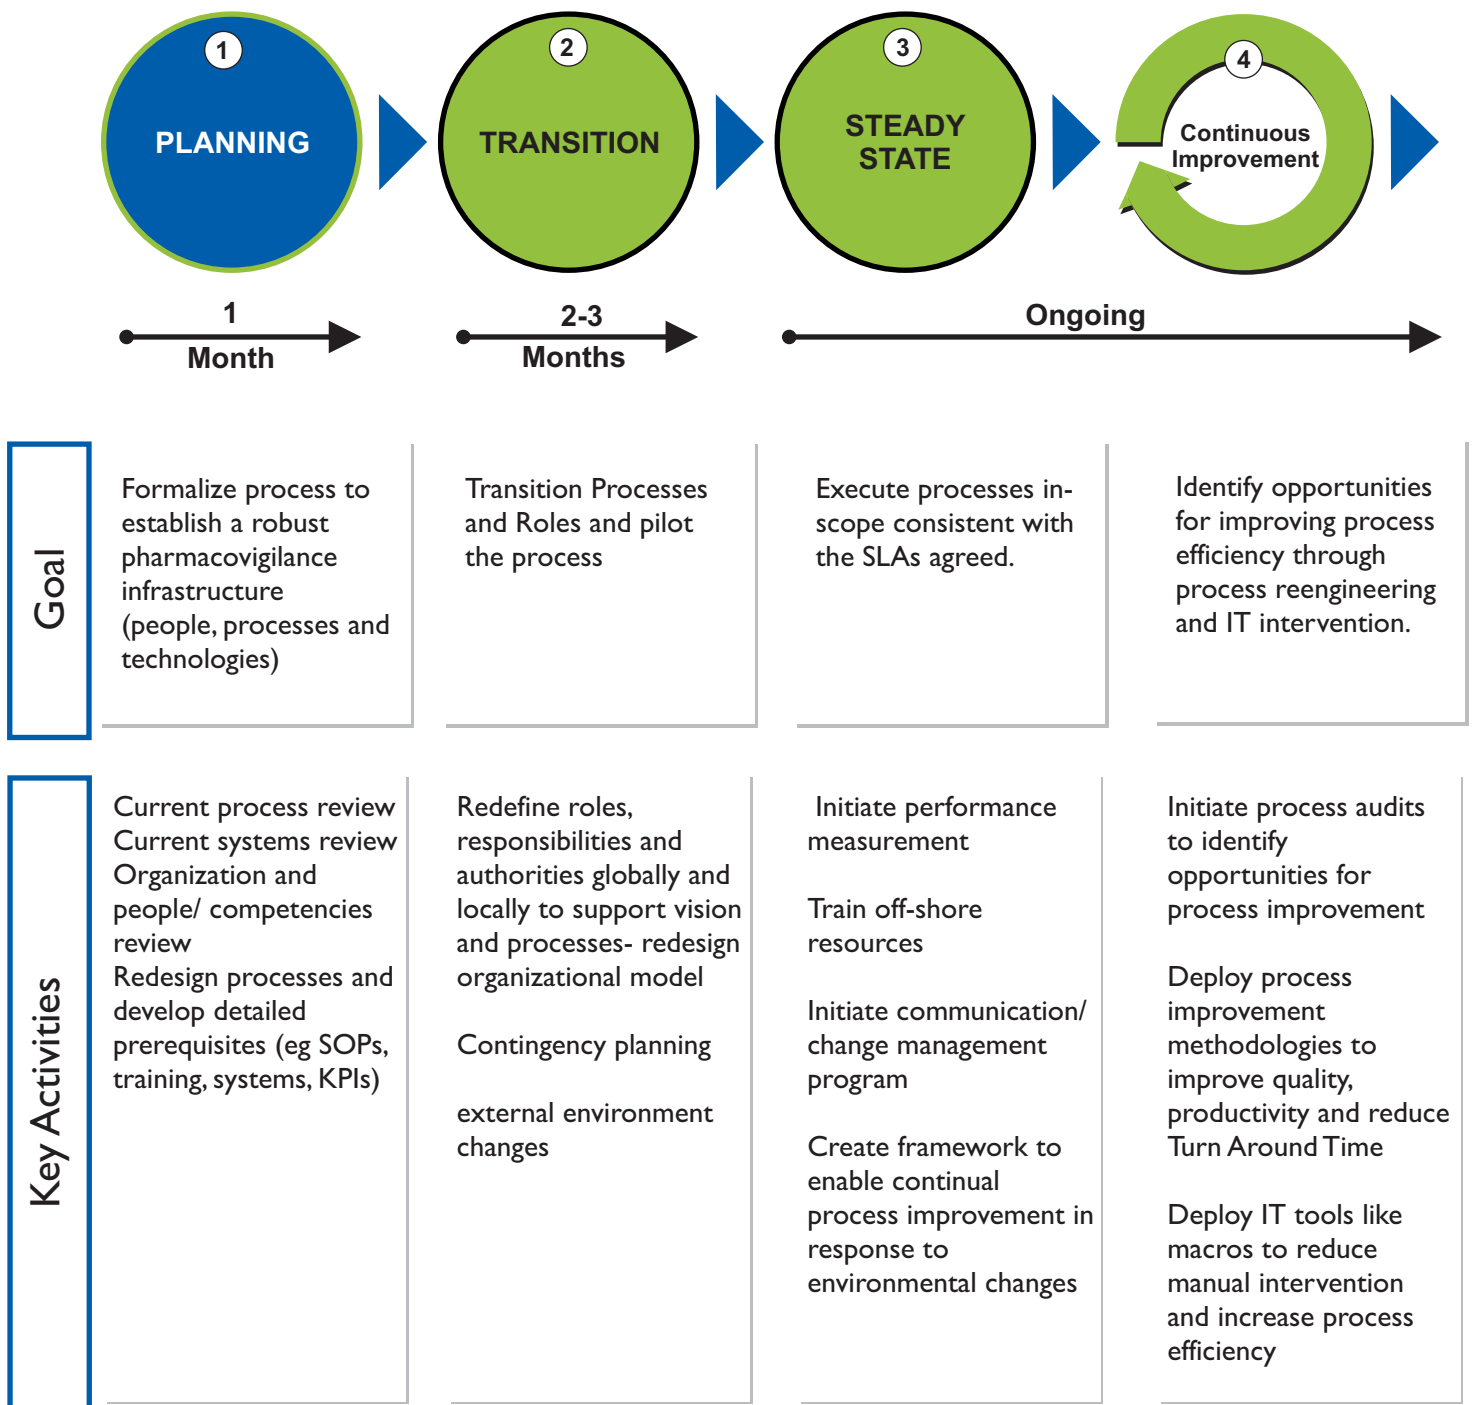 1
PLANNING
2
TRANSITION
3
STEADY
STATE
4
Continuous
Improvement
1
Month
2-3
Months
Ongoing
Goal
Formalize process to
establish a robust
pharmacovigilance
infrastructure
(people, processes and
technologies)
Transition Processes
and Roles and pilot
the process
Execute processes in-
scope consistent with
the SLAs agreed.
Identify opportunities
for improving process
efficiency through
process reengineering
and IT intervention.
Key Activities
Current process review
Current systems review
Organization and
people/ competencies
review
Redesign processes and
develop detailed
prerequisites (eg SOPs,
training, systems, KPIs)
Redefine roles,
responsibilities and
authorities globally and
locally to support vision
and processes- redesign
organizational model
Contingency planning
external environment
changes
Initiate performance
measurement
Train off-shore
resources
Initiate communication/
change management
program
Create framework to
enable continual
process improvement in
response to
environmental changes
Initiate process audits
to identify
opportunities for
process improvement
Deploy process
improvement
methodologies to
improve quality,
productivity and reduce
Turn Around Time
Deploy IT tools like
macros to reduce
manual intervention
and increase process
efficiency